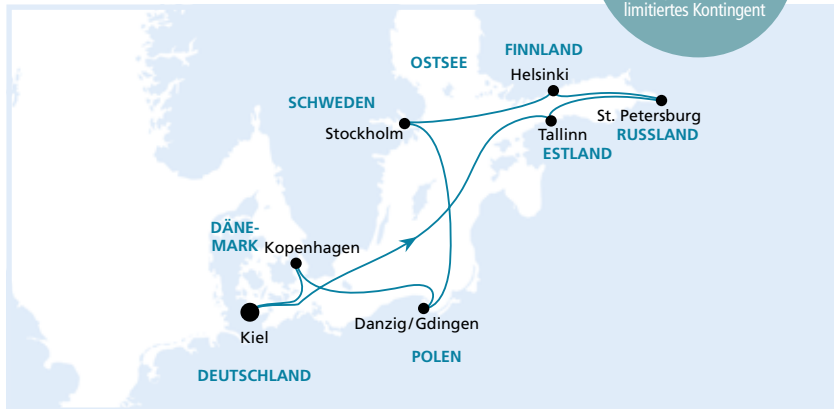 limitiertes Kontingent
FINNLAND
OSTSEE
Helsinki
SCHWEDEN
Stockholm
St. Petersburg
Tallinn
RUSSLAND
ESTLAND
DÄNE-
MARK
Kopenhagen
Danzig/Gdingen
Kiel
POLEN
DEUTSCHLAND